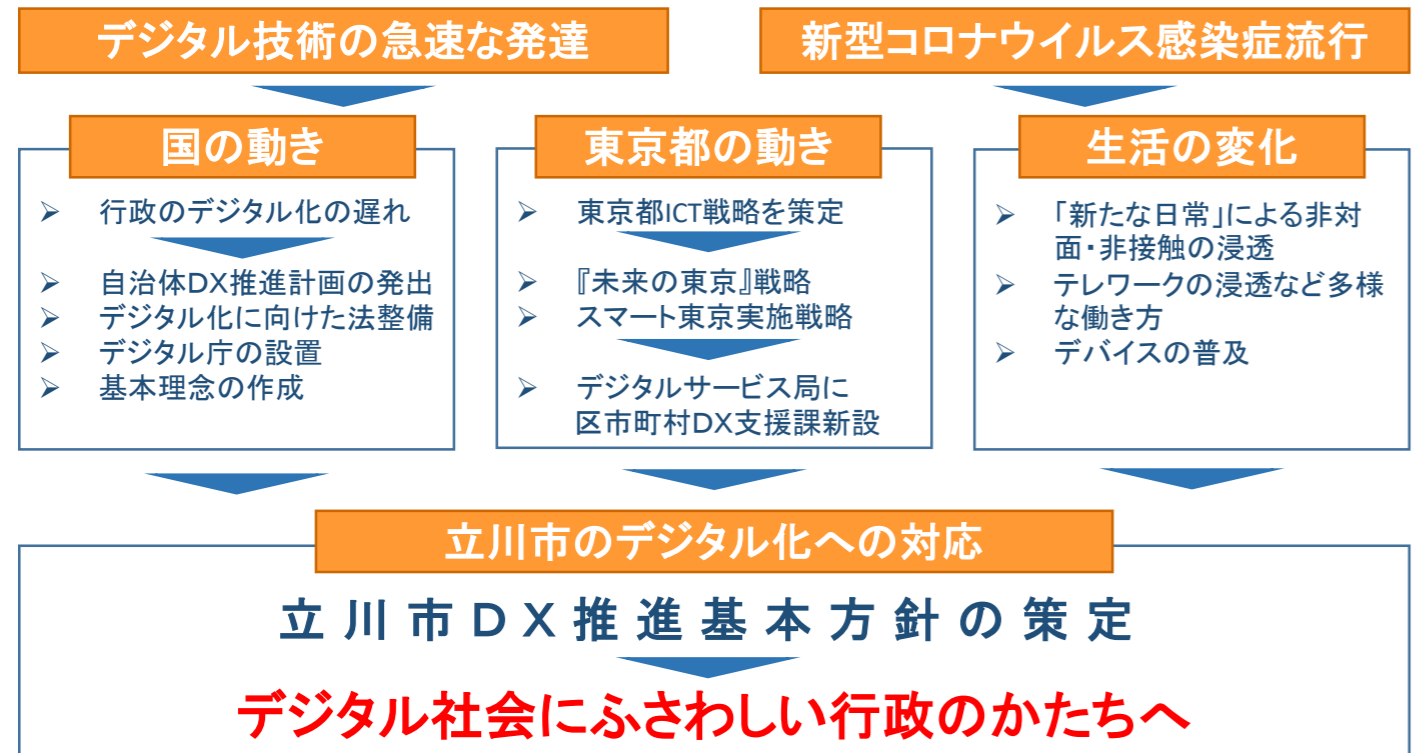 デジタル技術の急速な発達
新型コロナウイルス感染症流行
国の動き
➢ 行政のデジタル化の遅れ
➢ 自治体DX推進計画の発出
➢ デジタル化に向けた法整備
➢ デジタル庁の設置
➢ 基本理念の作成
東京都の動き
➢ 東京都ICT戦略を策定
➢ 『未来の東京』戦略
➢ スマート東京実施戦略
➢ デジタルサービス局に
区市町村DX支援課新設
生活の変化
➢ 「新たな日常」による非対
面・非接触の浸透
➢ テレワークの浸透など多様
な働き方
➢ デバイスの普及
立川市のデジタル化への対応
立川市DX推進基本方針の策定
デジタル社会にふさわしい行政のかたちへ